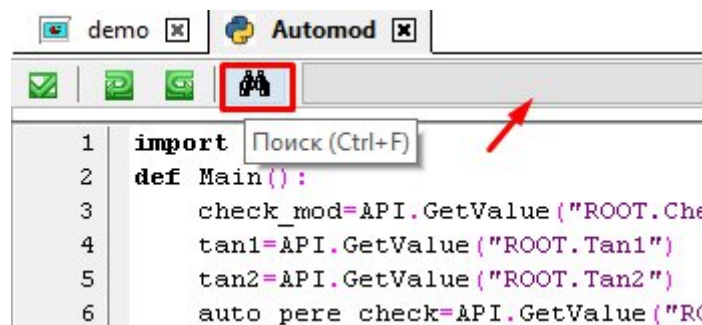 demo Automod
Поиск (Ctrl+F)
1 import
2 def Main():
3 check_mod=API.GetValue("ROOT.Che
4 tan1=API.GetValue("ROOT.Tan1")
5 tan2=API.GetValue("ROOT.Tan2")
6 auto_pere_check=API.GetValue("RO